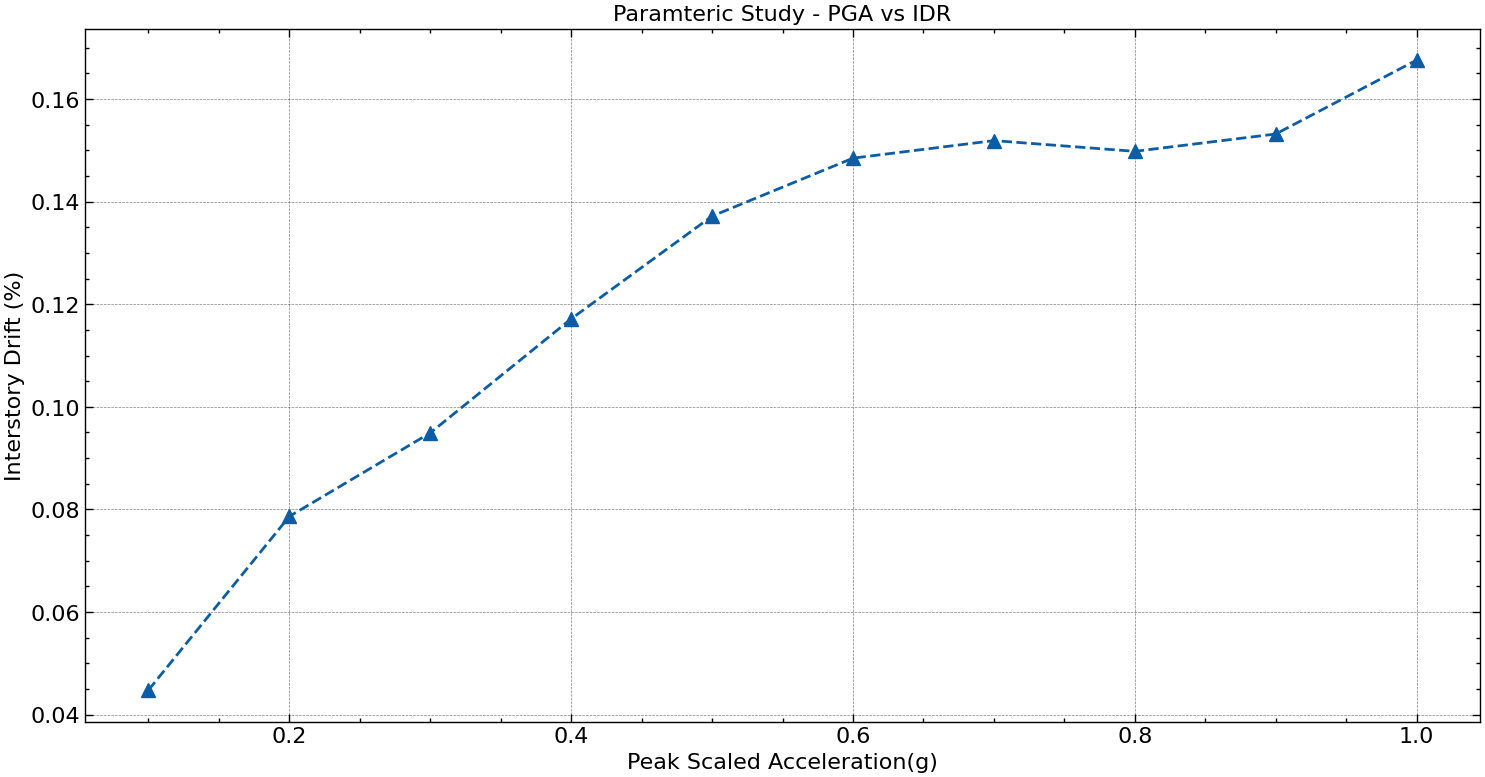 Paramteric Study - PGA vs IDR
0.16
0.14
0.12
0.10
0.08
0.06
0.04
Interstory Drift (%)
0.2 0.4 0.6 0.8 1.0
Peak Scaled Acceleration(g)